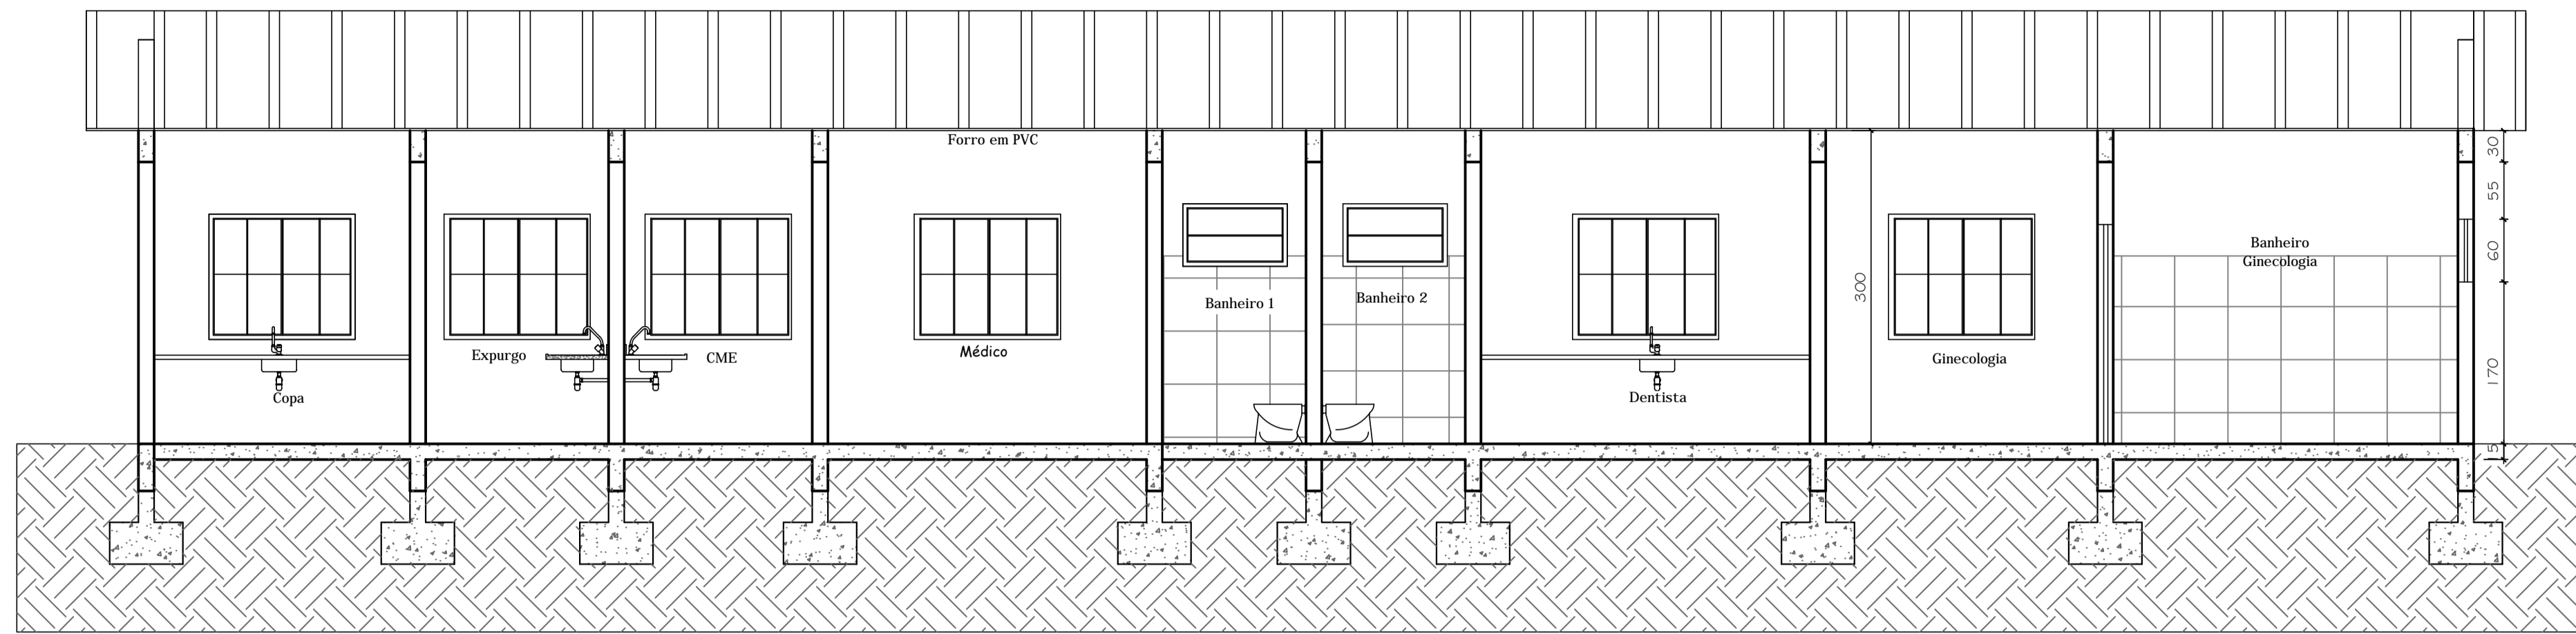 Forro em PVC
30
55
60
170
15
300
Banheiro
Ginecologia
Banheiro 1
Banheiro 2
Expurgo
CME
Médico
Ginecologia
Copa
Dentista